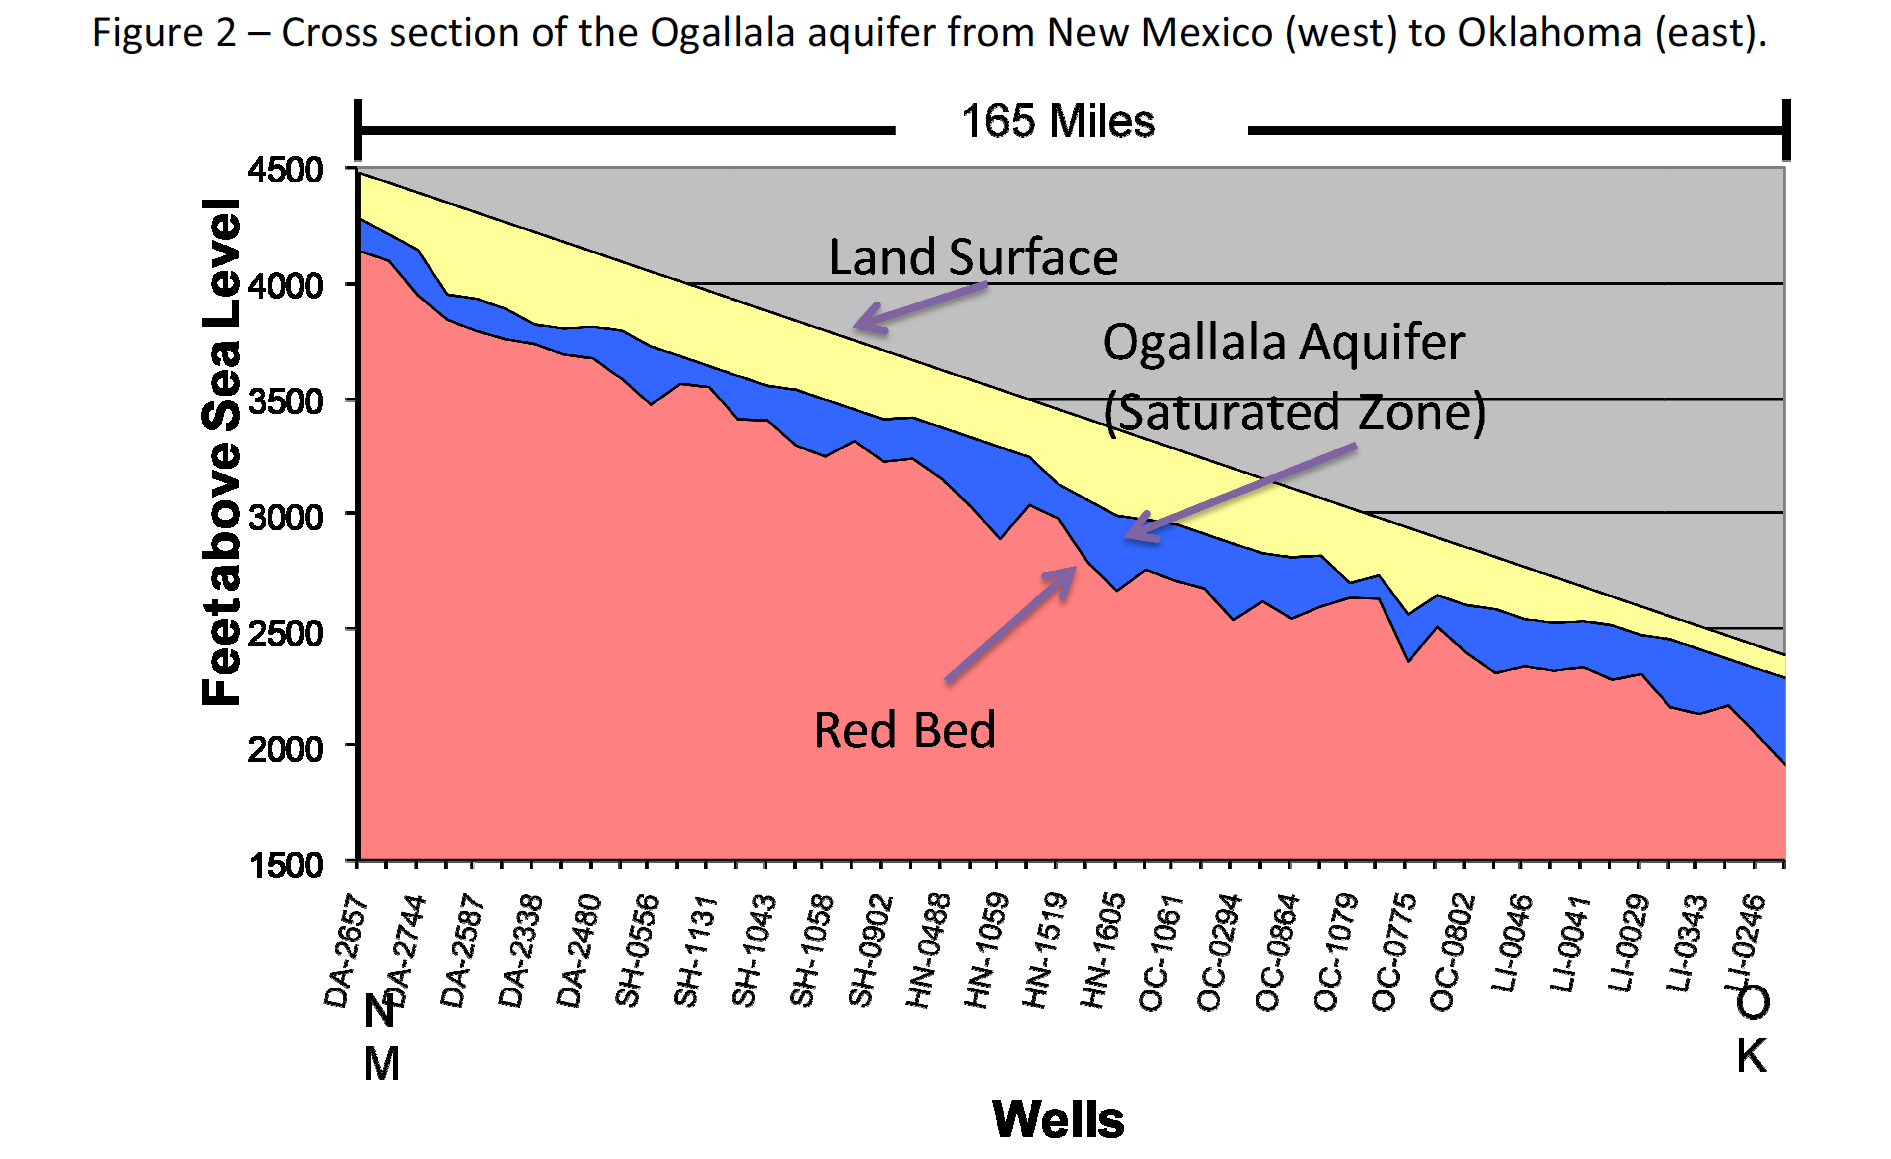 Figure 2 – Cross section of the Ogallala aquifer from New Mexico (west) to Oklahoma (east).
165 Miles
4500
4000
3500
3000
2500
2000
1500
Feet above Sea Level
Land Surface
Ogallala Aquifer
(Saturated Zone)
Red Bed
DA-2657
DA-2744
DA-2587
DA-2338
DA-2480
SH-0556
SH-1131
SH-1043
SH-1058
SH-0902
HN-0488
HN-1059
HN-1519
HN-1605
OC-1061
OC-0294
OC-0864
OC-1079
OC-0775
OC-0802
LI-0046
LI-0041
LI-0029
LI-0343
LI-0246
N
M
O
K
Wells